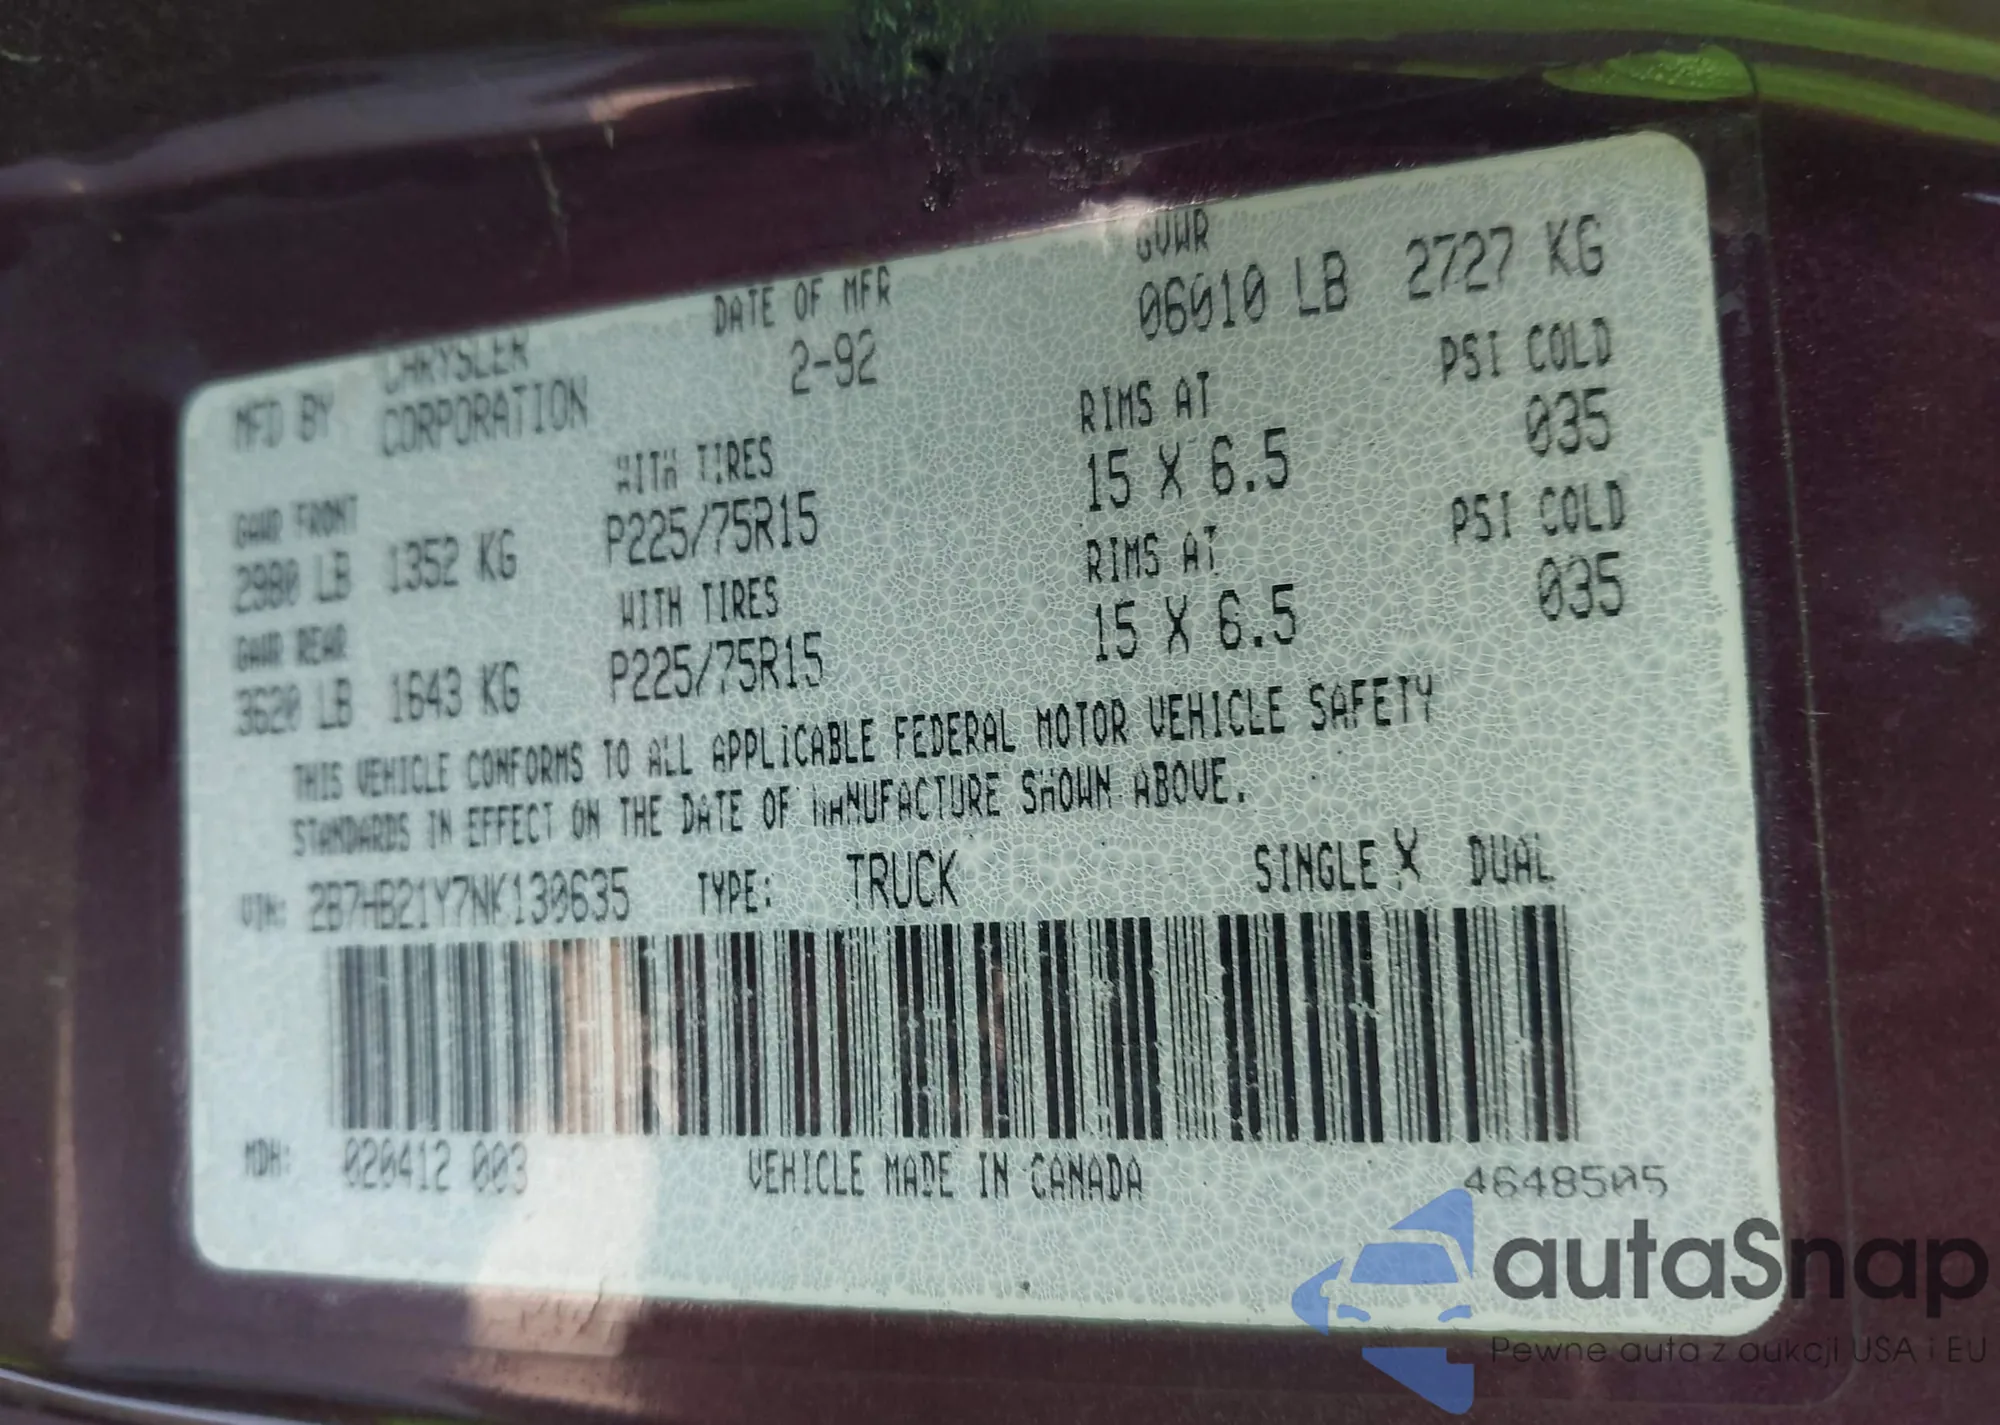 MFD BY CHRYSLER CORPORATION
DATE OF MFR
2-92
GVWR
06010 LB 2727 KG
GAWR FRONT WITH TIRES RIMS AT PSI COLD
2980 LB 1352 KG P225/75R15 15 X 6.5 035
GAWR REAR WITH TIRES RIMS AT PSI COLD
3620 LB 1643 KG P225/75R15 15 X 6.5 035
THIS VEHICLE CONFORMS TO ALL APPLICABLE FEDERAL MOTOR VEHICLE SAFETY
STANDARDS IN EFFECT ON THE DATE OF MANUFACTURE SHOWN ABOVE.
VIN: 2B7HB21Y7NK130635 TYPE: TRUCK SINGLE X DUAL
MDH: 020412 003 VEHICLE MADE IN CANADA 4648505
autaSnap
Pewne auta z aukcji USA i EU